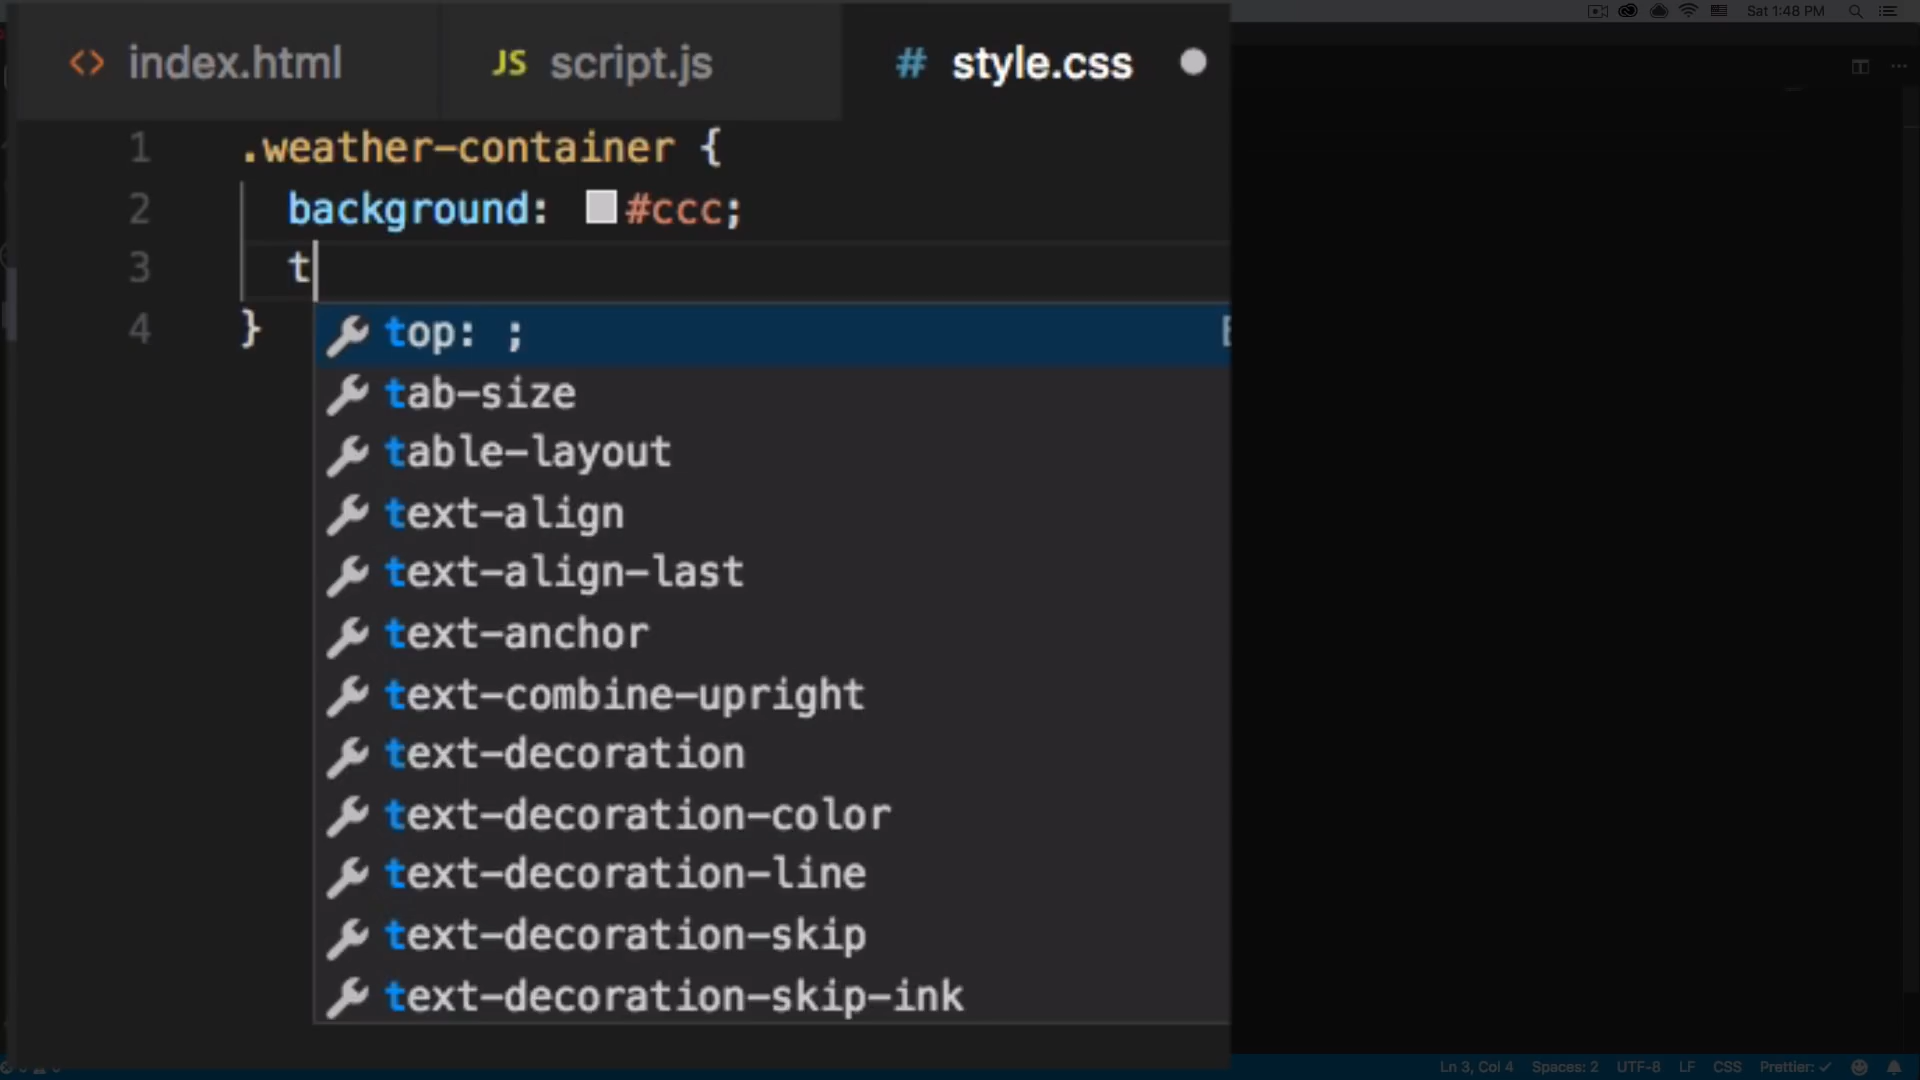 Sat 1:48 PM
index.html
JS script.js
# style.css
1 .weather-container {
2 background: #ccc;
3 t
4 }
top: ;
tab-size
table-layout
text-align
text-align-last
text-anchor
text-combine-upright
text-decoration
text-decoration-color
text-decoration-line
text-decoration-skip
text-decoration-skip-ink
Ln 3, Col 4 Spaces: 2 UTF-8 LF CSS Prettier: ✓